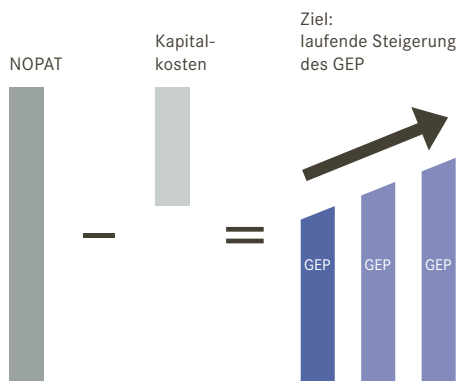 NOPAT
Kapital-
kosten
Ziel:
laufende Steigerung
des GEP
GEP
GEP
GEP